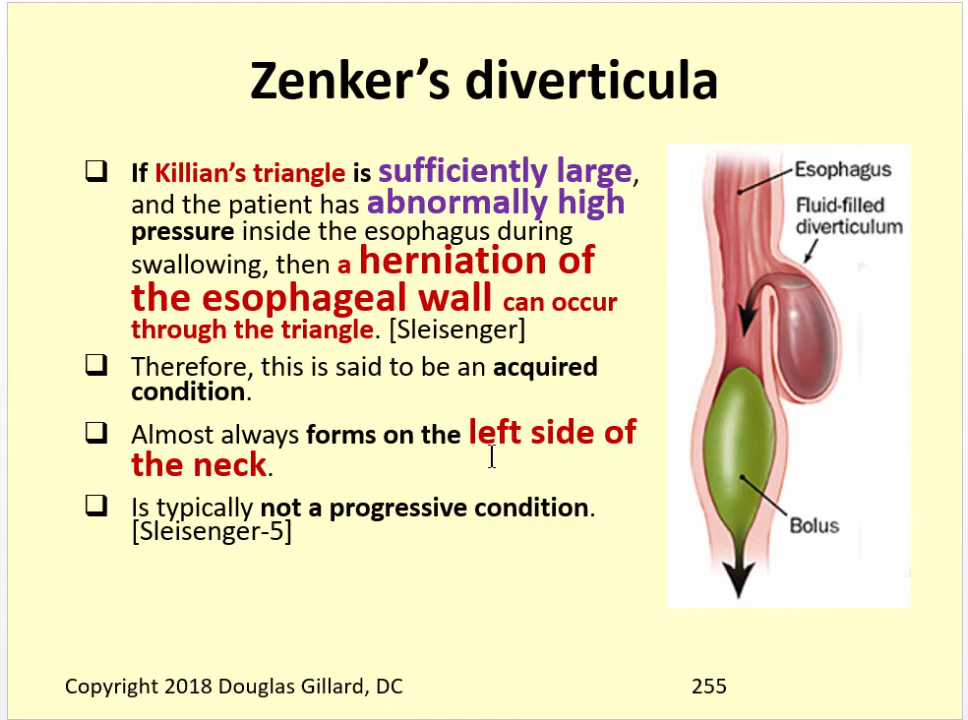 Zenker's diverticula
If Killian's triangle is sufficiently large,
and the patient has abnormally high
pressure inside the esophagus during
swallowing, then a herniation of
the esophageal wall can occur
through the triangle. [Sleisenger]
Therefore, this is said to be an acquired
condition.
Almost always forms on the left side of
the neck.
Is typically not a progressive condition.
[Sleisenger-5]
Esophagus
Fluid-filled
diverticulum
Bolus
Copyright 2018 Douglas Gillard, DC
255